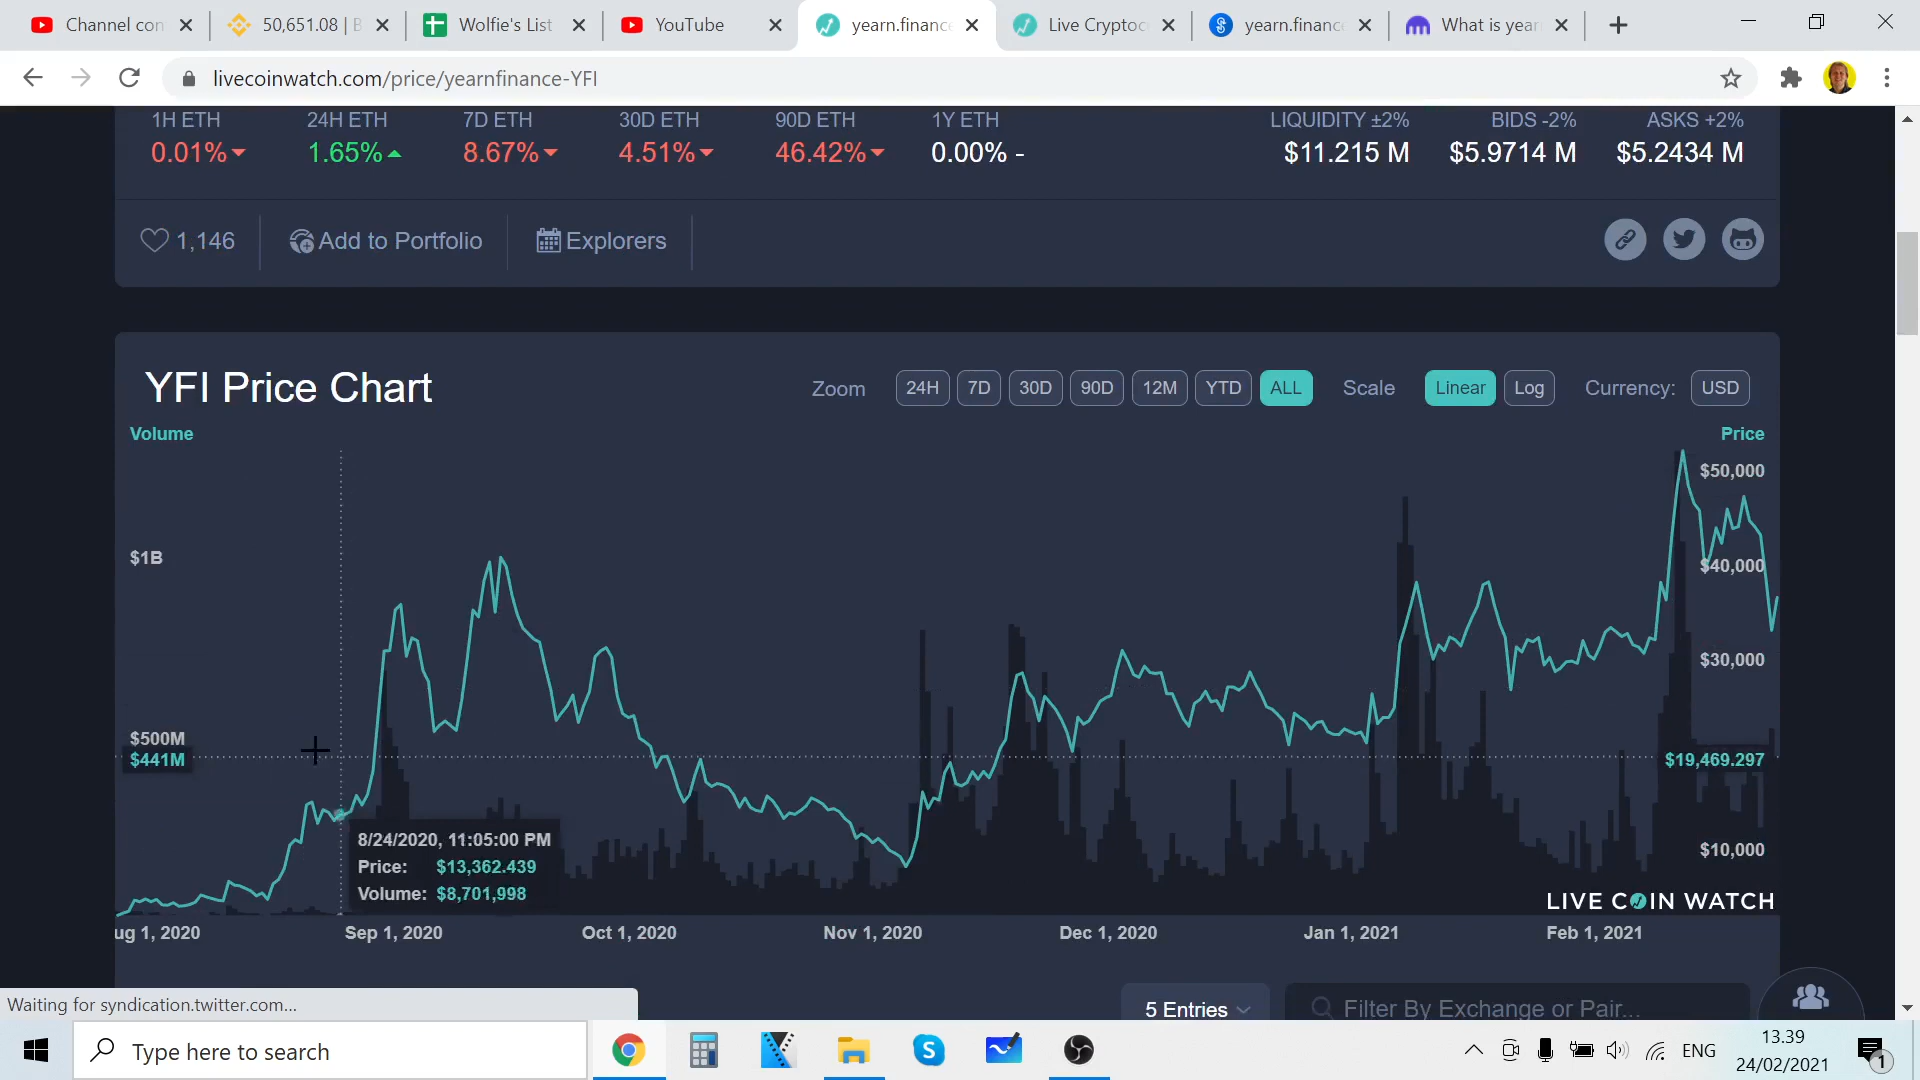 Channel con
50,651.08 | B
Wolfie's List
YouTube
yearn.finance
Live Cryptoc
yearn.finance
What is yearn
livecoinwatch.com/price/yearnfinance-YFI
1H ETH 24H ETH 7D ETH 30D ETH 90D ETH 1Y ETH LIQUIDITY ±2% BIDS -2% ASKS +2%
0.01% 1.65% 8.67% 4.51% 46.42% 0.00% - $11.215 M $5.9714 M $5.2434 M
1,146 Add to Portfolio Explorers
YFI Price Chart
Zoom 24H 7D 30D 90D 12M YTD ALL Scale Linear Log Currency: USD
Volume Price
$50,000
$1B
$40,000
$30,000
$500M
$441M
$19,469.297
8/24/2020, 11:05:00 PM
Price: $13,362.439
Volume: $8,701,998
$10,000
LIVE COIN WATCH
ug 1, 2020 Sep 1, 2020 Oct 1, 2020 Nov 1, 2020 Dec 1, 2020 Jan 1, 2021 Feb 1, 2021
Waiting for syndication.twitter.com...
5 Entries Filter By Exchange or Pair...
Type here to search
ENG
13.39
24/02/2021
1